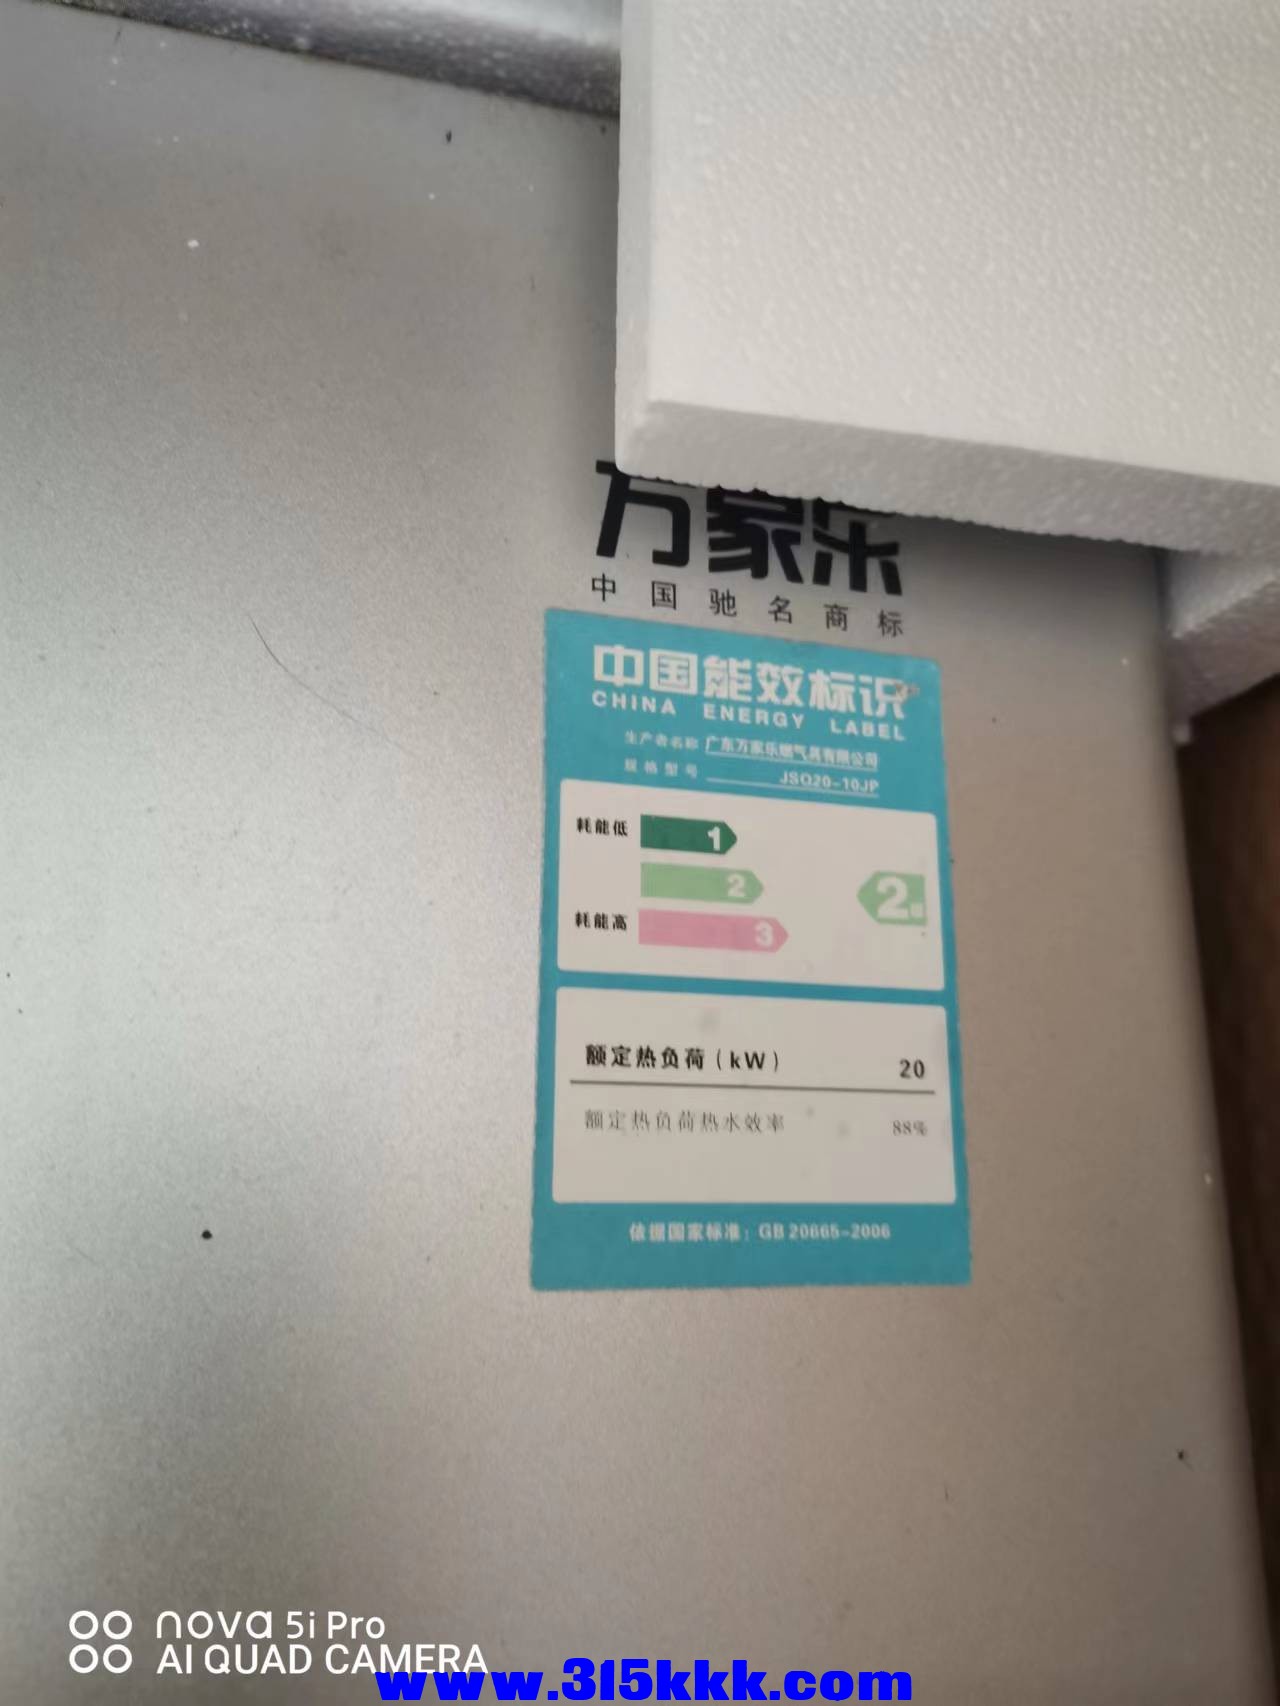 万家乐
中国驰名商标
中国能效标识
CHINA ENERGY LABEL
生产者名称 广东万家乐燃气具有限公司
规格型号 JSQ20-10JP
耗能低 1
2 2级
耗能高 3
额定热负荷(kW) 20
额定热负荷热水效率 88%
依据国家标准：GB 20665-2006
nova 5i Pro
AI QUAD CAMERA
www.315kkk.com